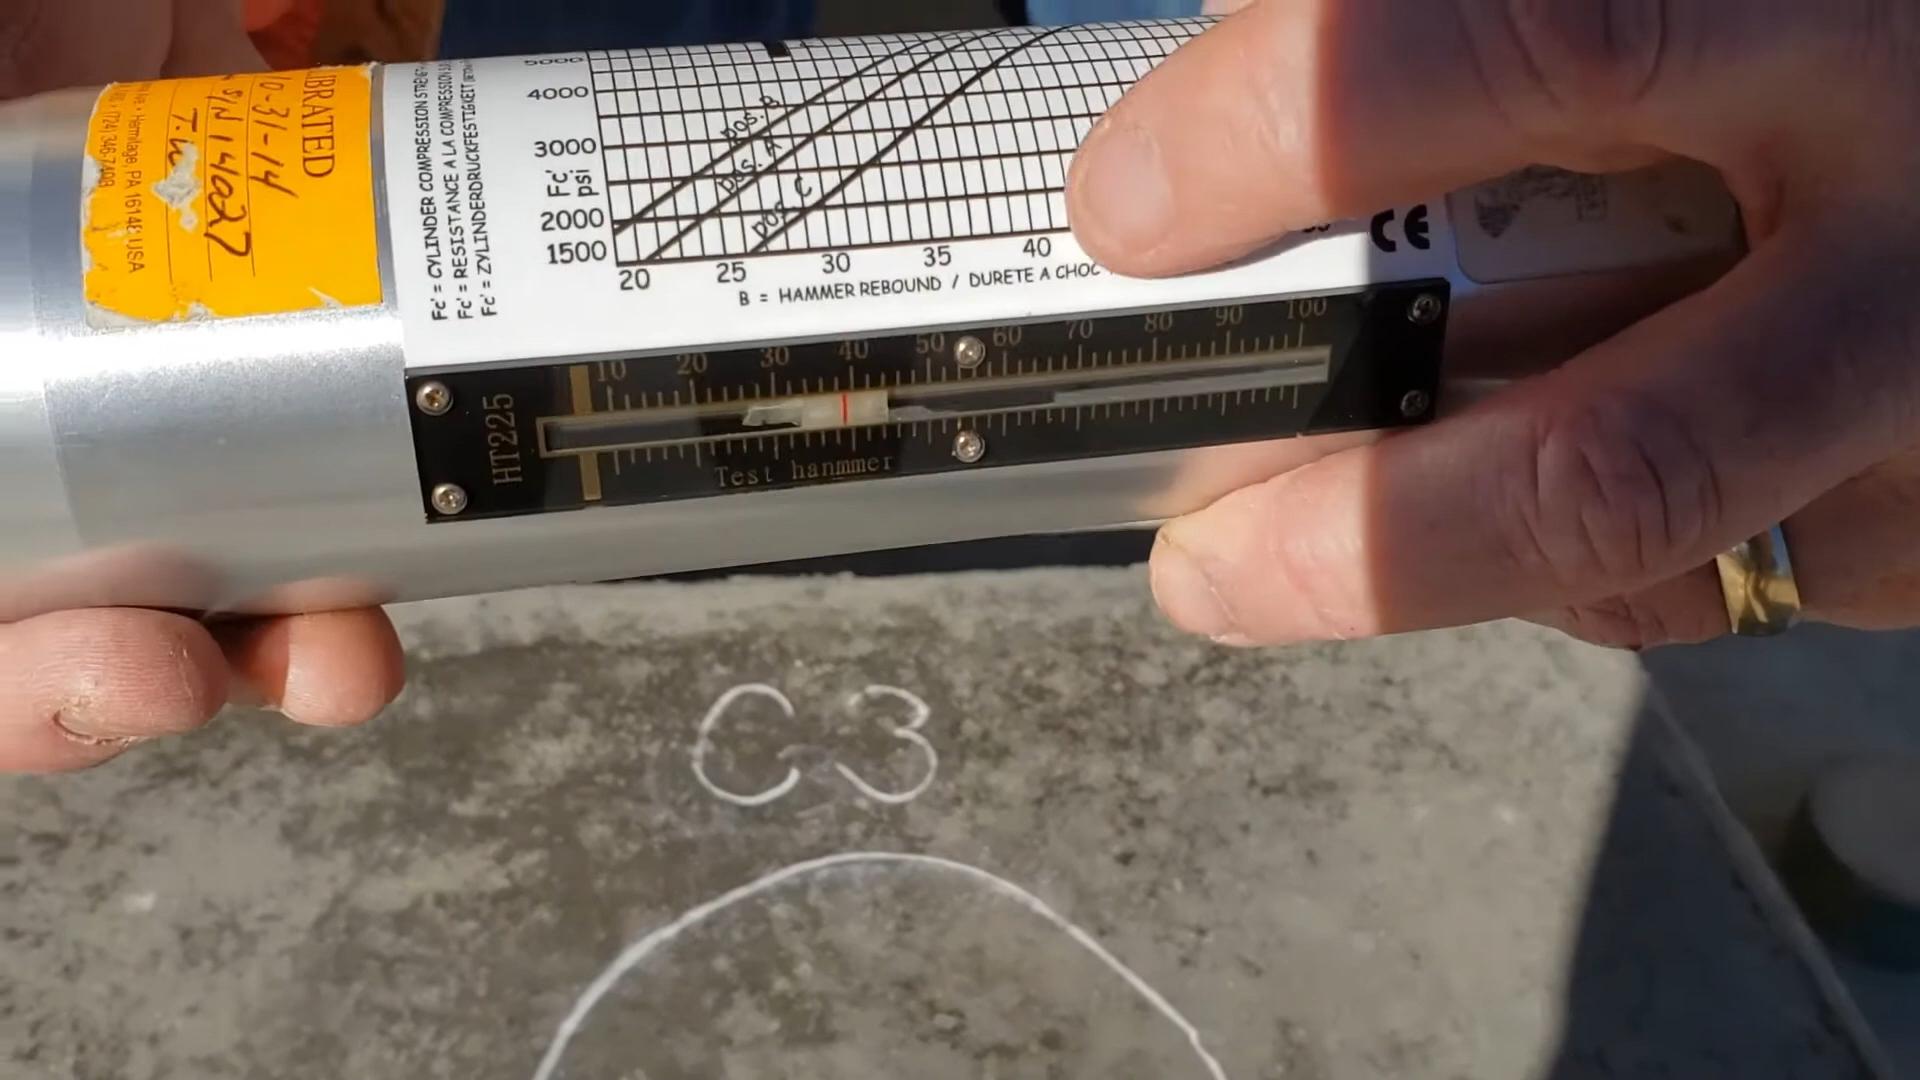 IBRATED
10-31-14
S/N 14027
T.W
Hermitage, PA 16148 USA
(724) 346-7408
Fc' = CYLINDER COMPRESSION STRENGTH
Fc' = RESISTANCE A LA COMPRESSION SUR
Fc' = ZYLINDERDRUCKFESTIGKEIT
5000
4000
3000
Fc'
psi
2000
1500
pos. B
pos. A
pos. C
20 25 30 35 40
B = HAMMER REBOUND / DURETE A CHOC
CE
10 20 30 40 50 60 70 80 90 100
HT225
Test hanmmer
C3